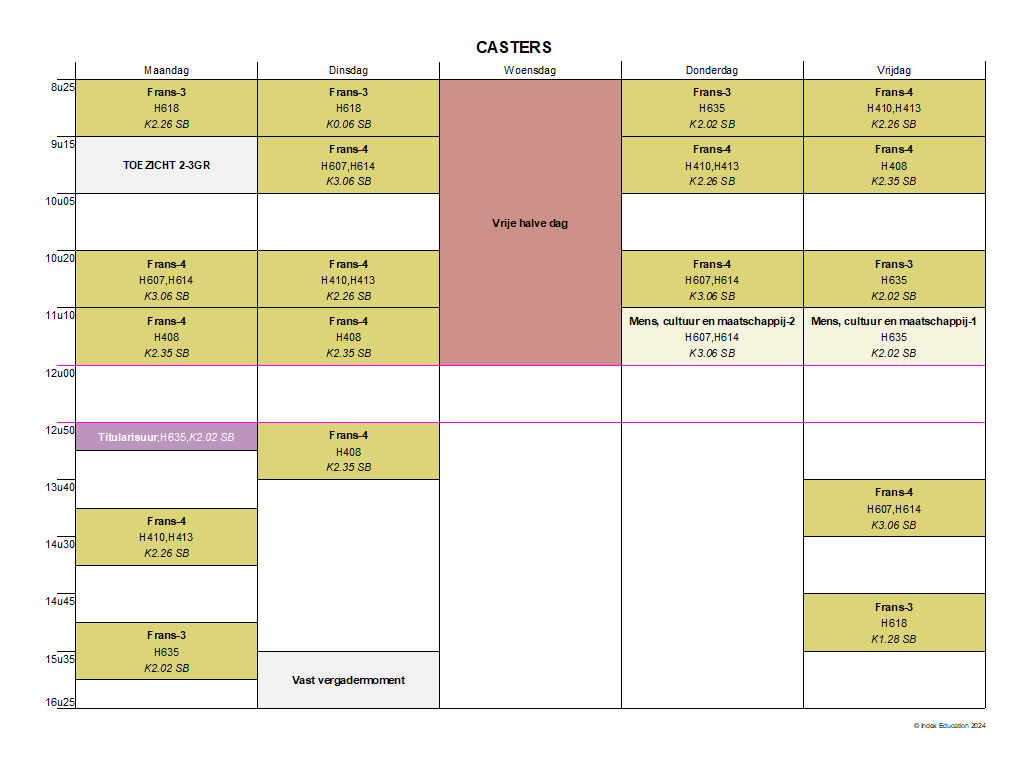 CASTERS
Maandag Dinsdag Woensdag Donderdag Vrijdag
8u25
Frans-3
H618
K2.26 SB
Frans-3
H618
K0.06 SB
Frans-3
H635
K2.02 SB
Frans-4
H410,H413
K2.26 SB
9u15
TOEZICHT 2-3GR
Frans-4
H607,H614
K3.06 SB
Frans-4
H410,H413
K2.26 SB
Frans-4
H408
K2.35 SB
10u05
Vrije halve dag
10u20
Frans-4
H607,H614
K3.06 SB
Frans-4
H410,H413
K2.26 SB
Frans-4
H607,H614
K3.06 SB
Frans-3
H635
K2.02 SB
11u10
Frans-4
H408
K2.35 SB
Frans-4
H408
K2.35 SB
Mens, cultuur en maatschappij-2
H607,H614
K3.06 SB
Mens, cultuur en maatschappij-1
H635
K2.02 SB
12u00
12u50
Titularisuur,H635,K2.02 SB
Frans-4
H408
K2.35 SB
13u40
Frans-4
H410,H413
K2.26 SB
Frans-4
H607,H614
K3.06 SB
14u30
14u45
Frans-3
H635
K2.02 SB
Frans-3
H618
K1.28 SB
15u35
Vast vergadermoment
16u25
© Index Education 2024